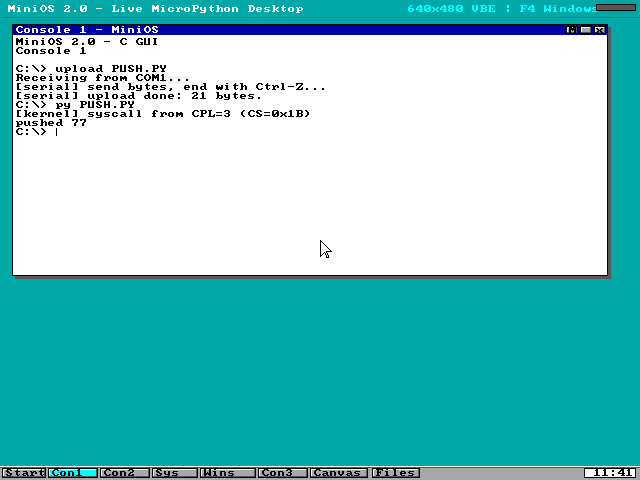 MiniOS 2.0 - Live MicroPython Desktop
640x480 VBE | F4 Windows
Console 1 - MiniOS
MiniOS 2.0 - C GUI
Console 1
C:\> upload PUSH.PY
Receiving from COM1...
[serial] send bytes, end with Ctrl-Z...
[serial] upload done: 21 bytes.
C:\> py PUSH.PY
[kernel] syscall from CPL=3 (CS=0x1B)
pushed 77
C:\> |
Start Con1 Con2 Sys Wins Con3 Canvas Files 11:41